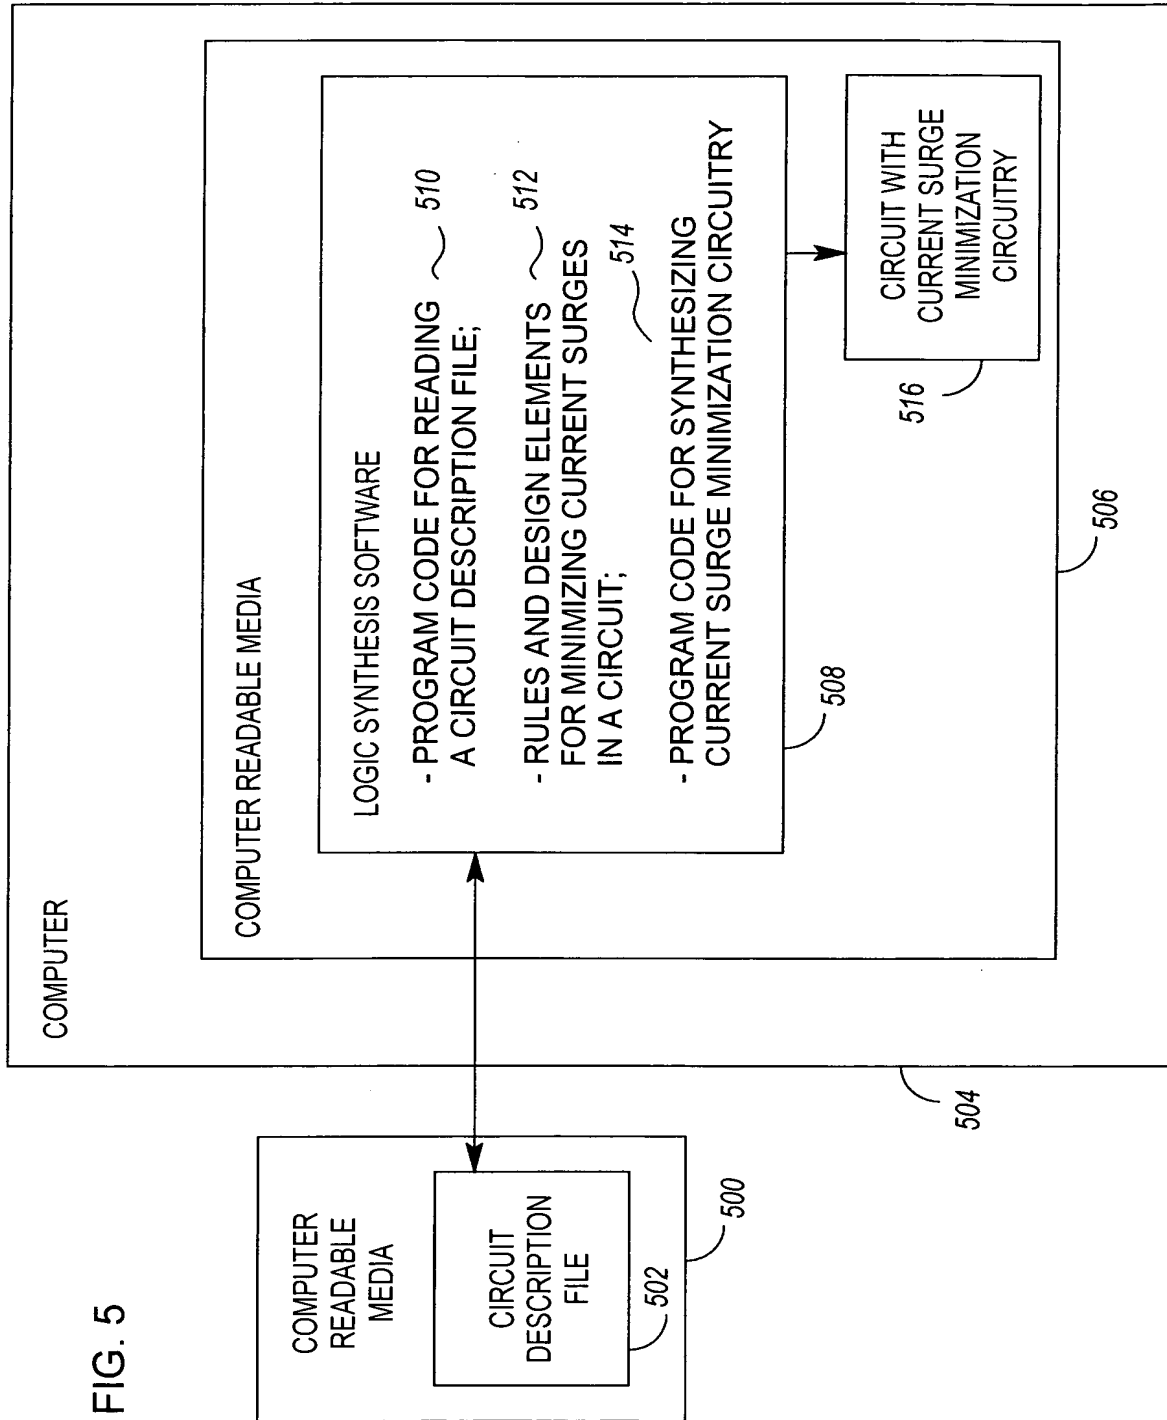 FIG. 5
COMPUTER
READABLE
MEDIA
CIRCUIT
DESCRIPTION
FILE
502
500
COMPUTER
504
COMPUTER READABLE MEDIA
506
LOGIC SYNTHESIS SOFTWARE
- PROGRAM CODE FOR READING 510
A CIRCUIT DESCRIPTION FILE;
- RULES AND DESIGN ELEMENTS 512
FOR MINIMIZING CURRENT SURGES
IN A CIRCUIT;
514
- PROGRAM CODE FOR SYNTHESIZING
CURRENT SURGE MINIMIZATION CIRCUITRY
508
CIRCUIT WITH
CURRENT SURGE
MINIMIZATION
CIRCUITRY
516